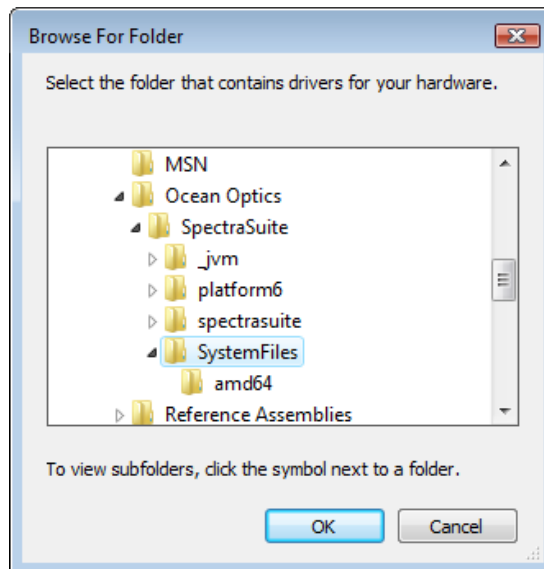 Browse For Folder
Select the folder that contains drivers for your hardware.
MSN
Ocean Optics
SpectraSuite
_jvm
platform6
spectrasuite
SystemFiles
amd64
Reference Assemblies
To view subfolders, click the symbol next to a folder.
OK Cancel